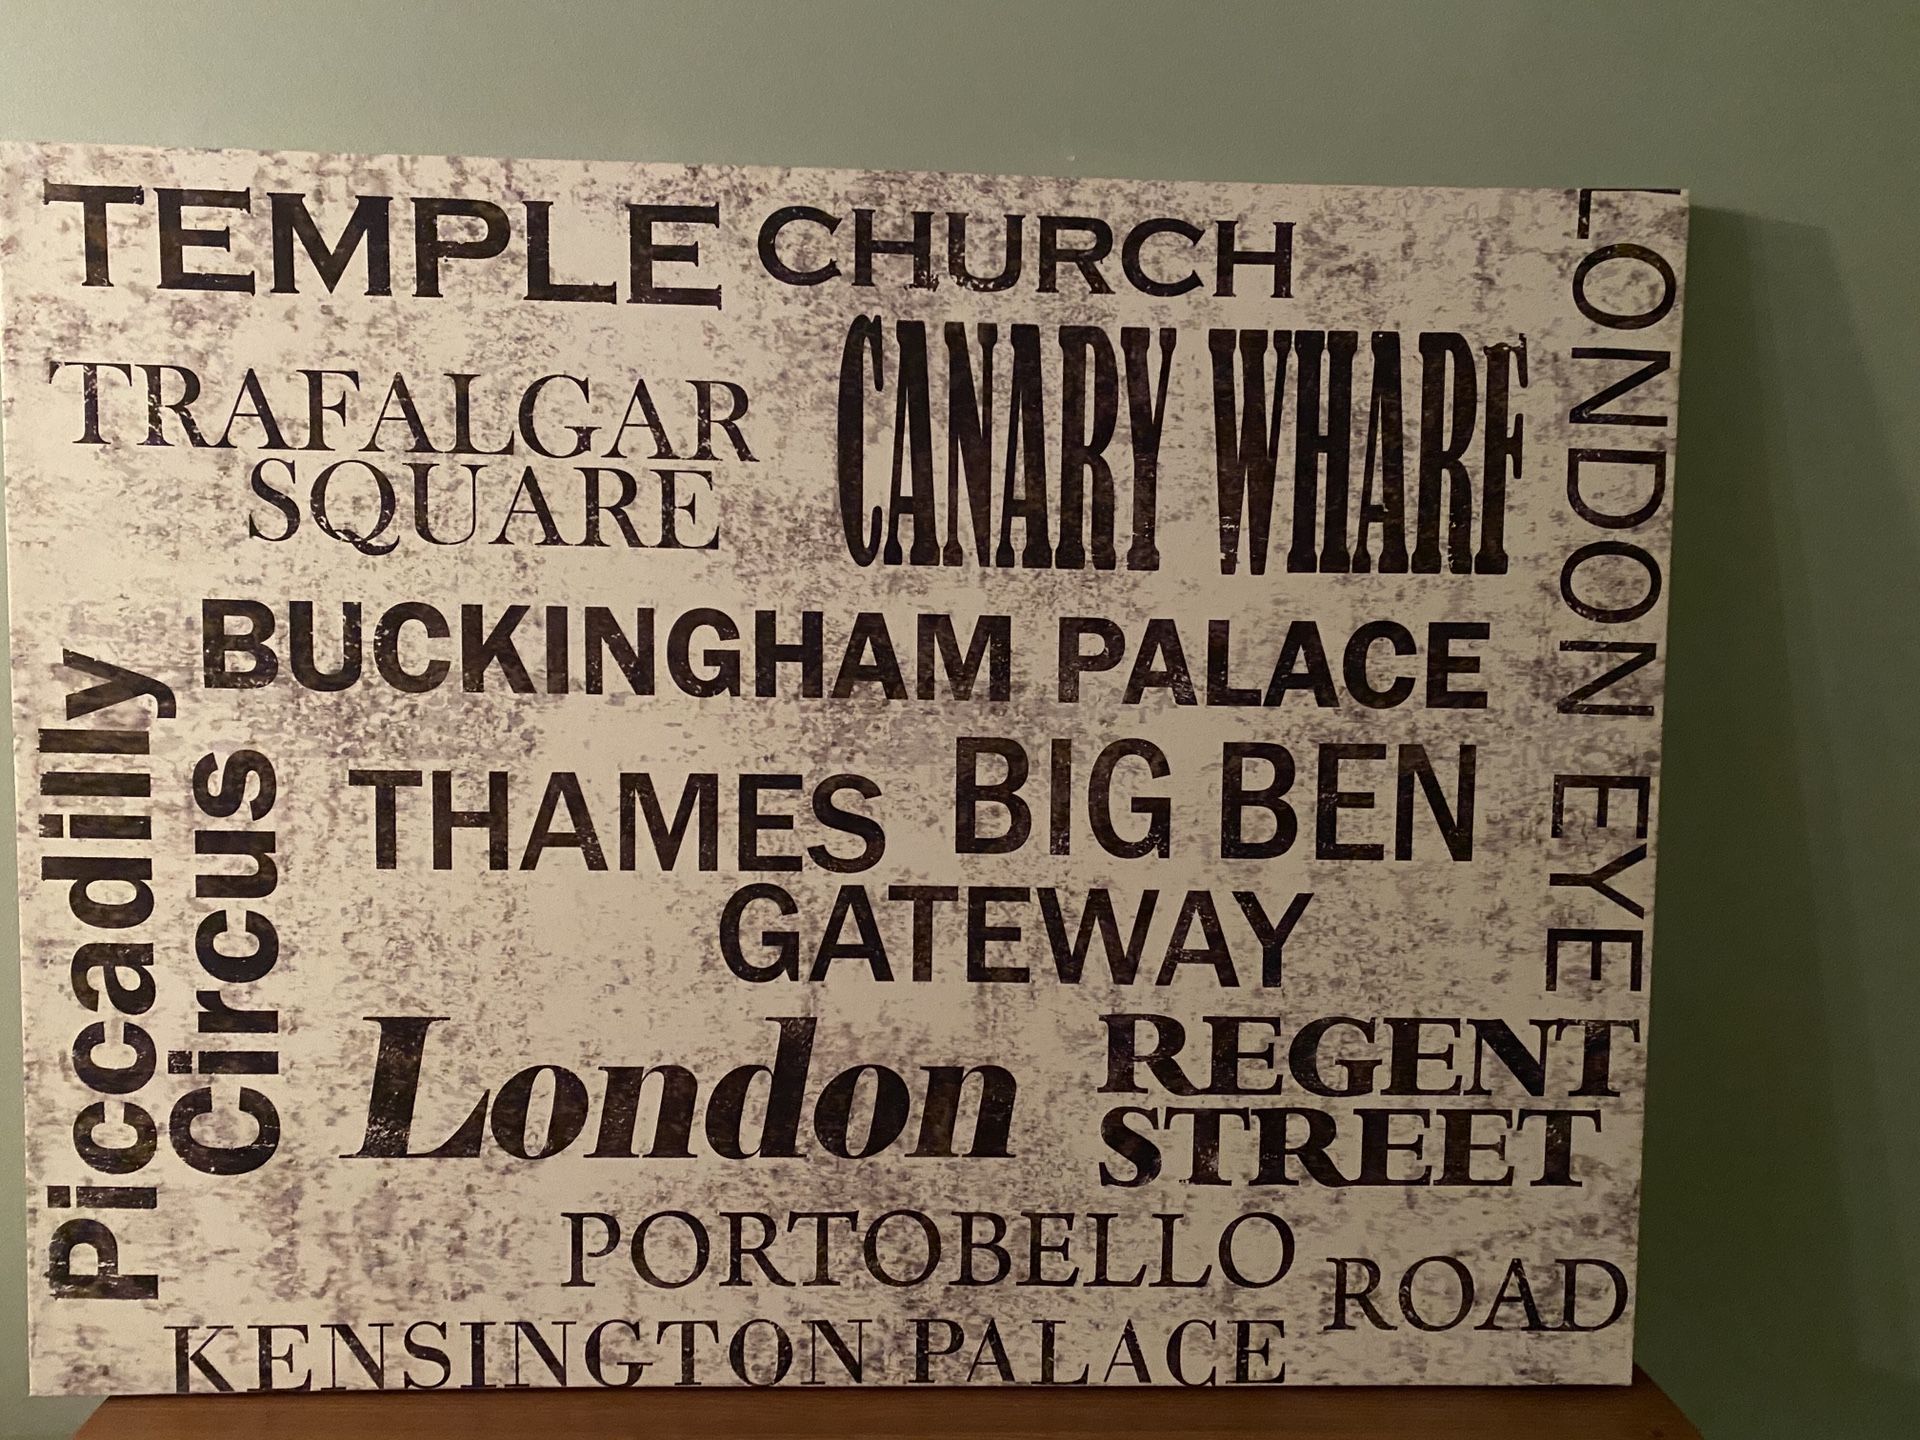 TEMPLE CHURCH
TRAFALGAR
SQUARE
CANARY WHARF
LONDON EYE
BUCKINGHAM PALACE
Piccadilly
Circus
THAMES
GATEWAY
BIG BEN
London
REGENT
STREET
PORTOBELLO ROAD
KENSINGTON PALACE